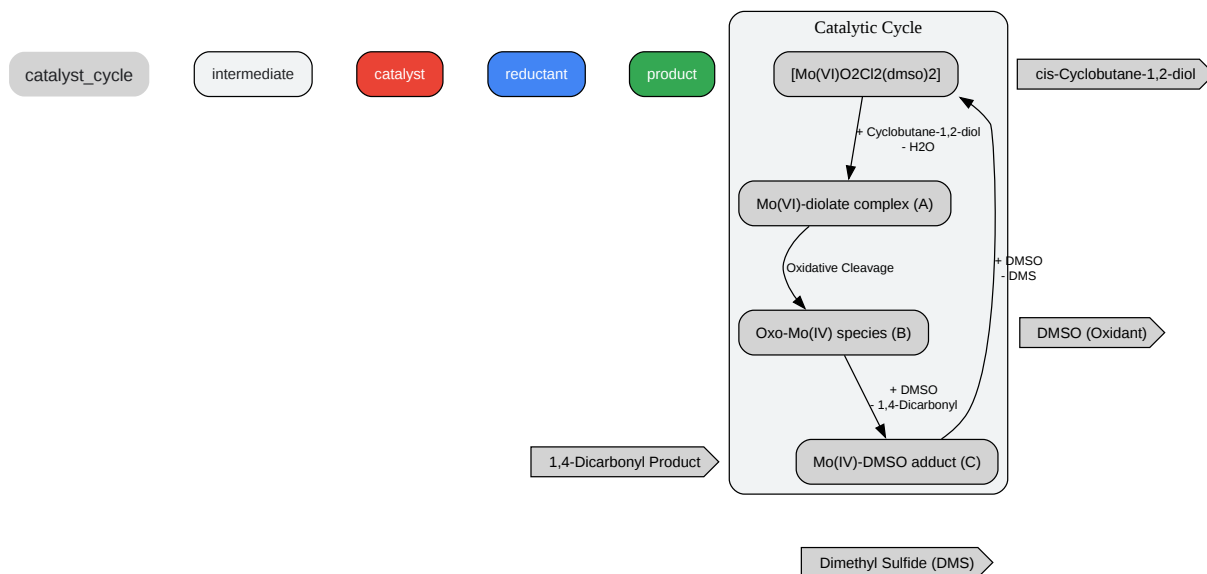 Catalytic Cycle
catalyst_cycle
intermediate
catalyst
reductant
product
[Mo(VI)O2Cl2(dmso)2]
cis-Cyclobutane-1,2-diol
+ Cyclobutane-1,2-diol
- H2O
Mo(VI)-diolate complex (A)
Oxidative Cleavage
+ DMSO
- DMS
Oxo-Mo(IV) species (B)
DMSO (Oxidant)
+ DMSO
- 1,4-Dicarbonyl
1,4-Dicarbonyl Product
Mo(IV)-DMSO adduct (C)
Dimethyl Sulfide (DMS)